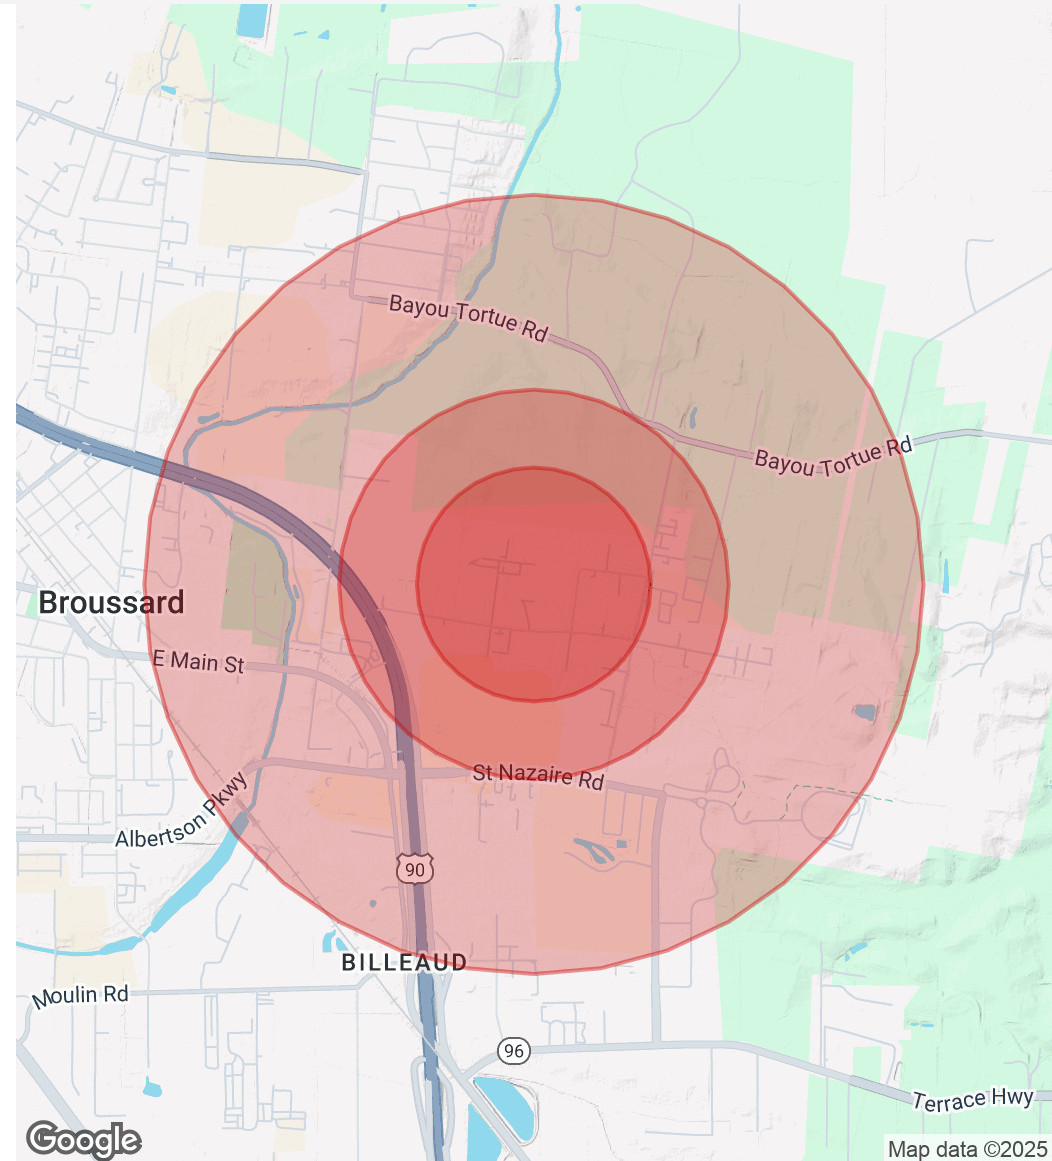 Bayou Tortue Rd
Bayou Tortue Rd
Broussard
E Main St
St Nazaire Rd
Albertson Pkwy
90
BILLEAUD
Moulin Rd
96
Terrace Hwy
Google
Map data ©2025